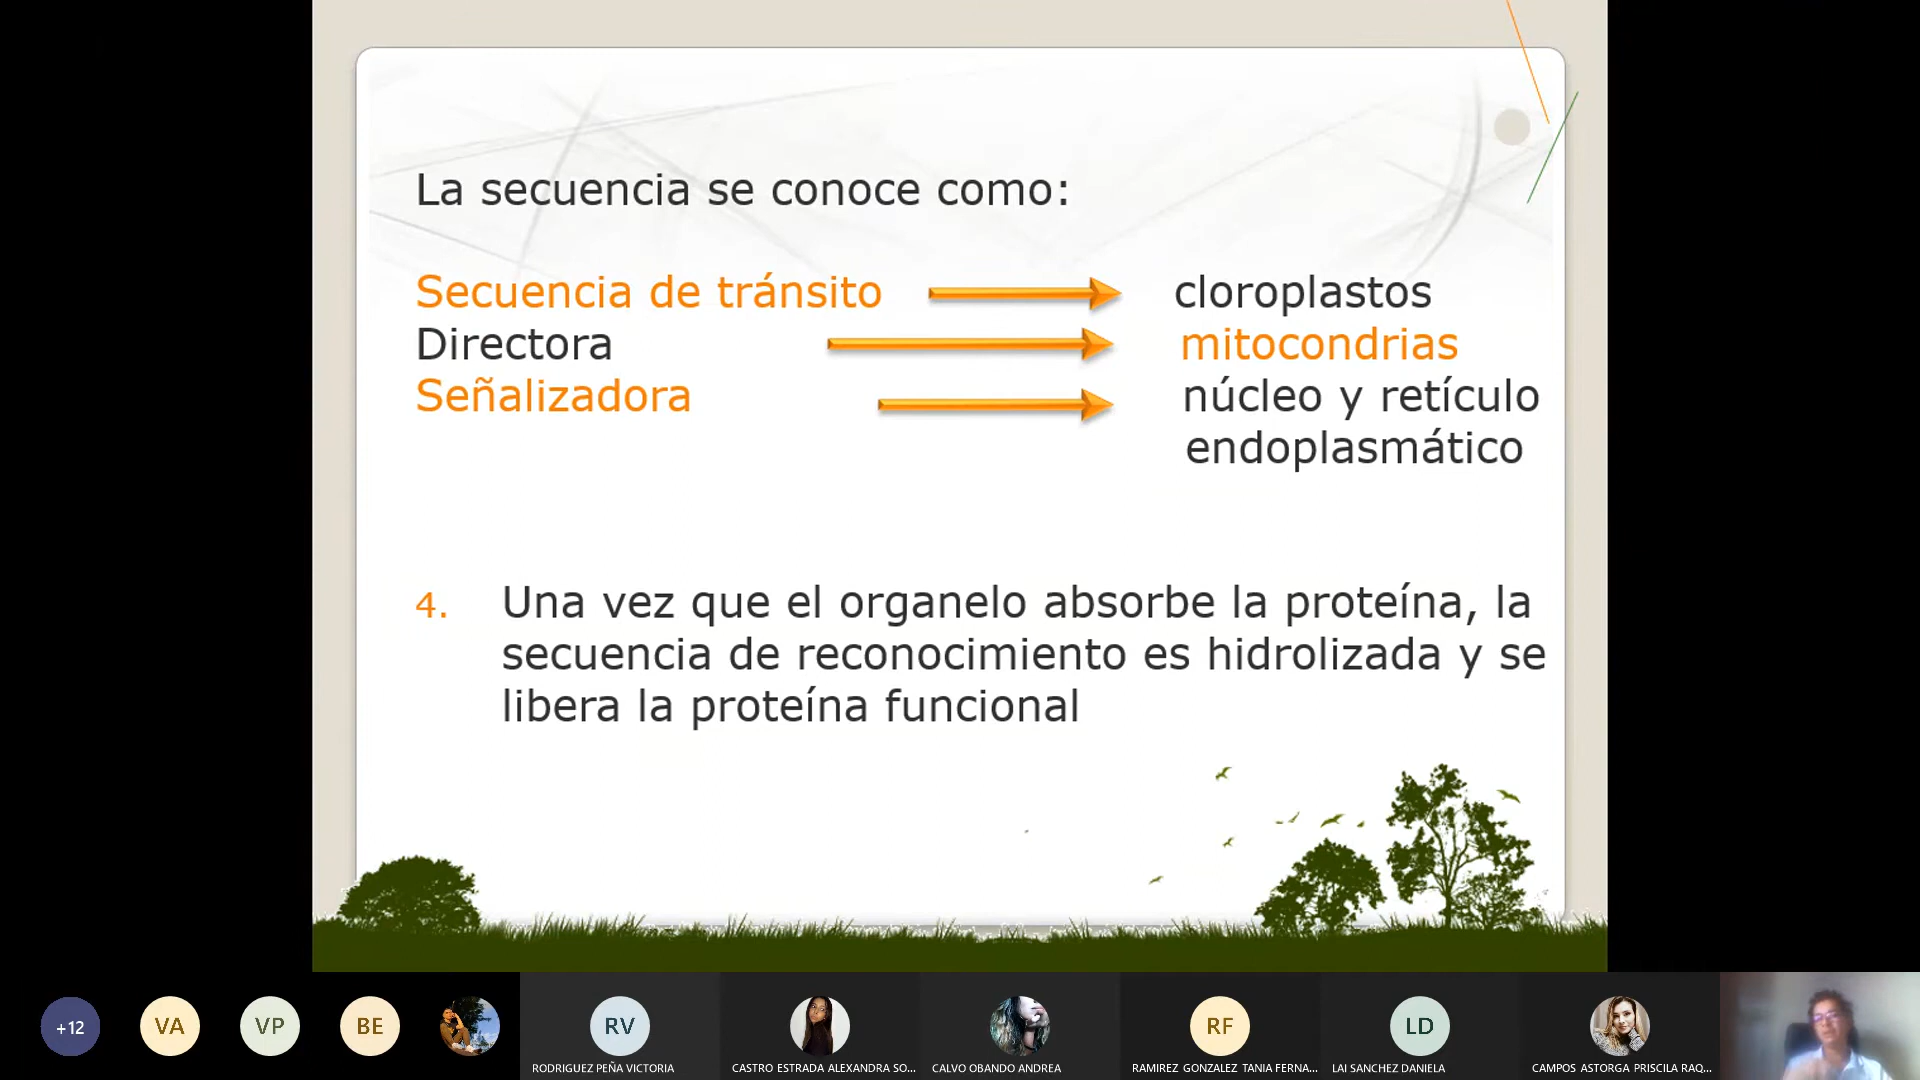 La secuencia se conoce como:
Secuencia de tránsito cloroplastos
Directora mitocondrias
Señalizadora núcleo y retículo
endoplasmático
4. Una vez que el organelo absorbe la proteína, la
secuencia de reconocimiento es hidrolizada y se
libera la proteína funcional
+12 VA VP BE RV RF LD
RODRIGUEZ PEÑA VICTORIA CASTRO ESTRADA ALEXANDRA SO... CALVO OBANDO ANDREA RAMIREZ GONZALEZ TANIA FERNA... LAI SANCHEZ DANIELA CAMPOS ASTORGA PRISCILA RAQ...